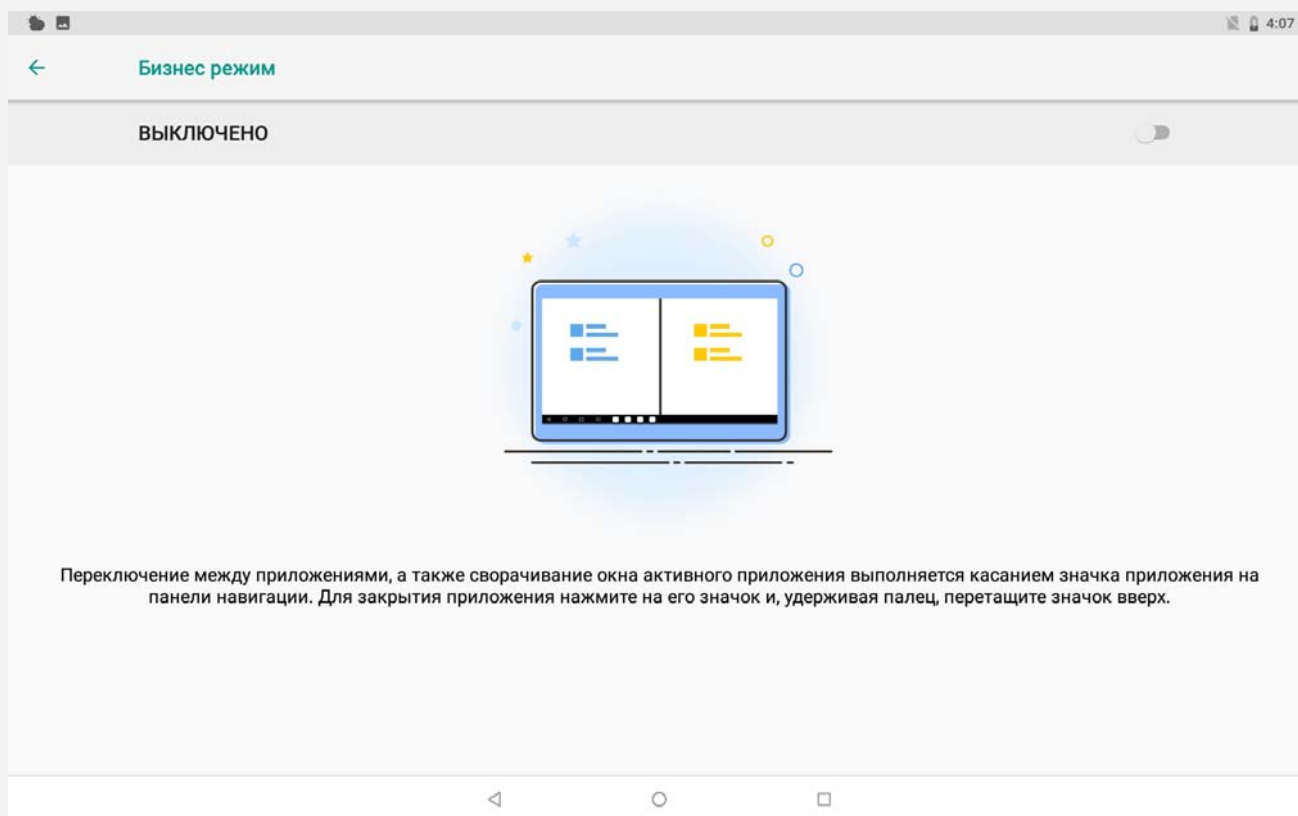 4:07
Бизнес режим
ВЫКЛЮЧЕНО
Переключение между приложениями, а также сворачивание окна активного приложения выполняется касанием значка приложения на
панели навигации. Для закрытия приложения нажмите на его значок и, удерживая палец, перетащите значок вверх.